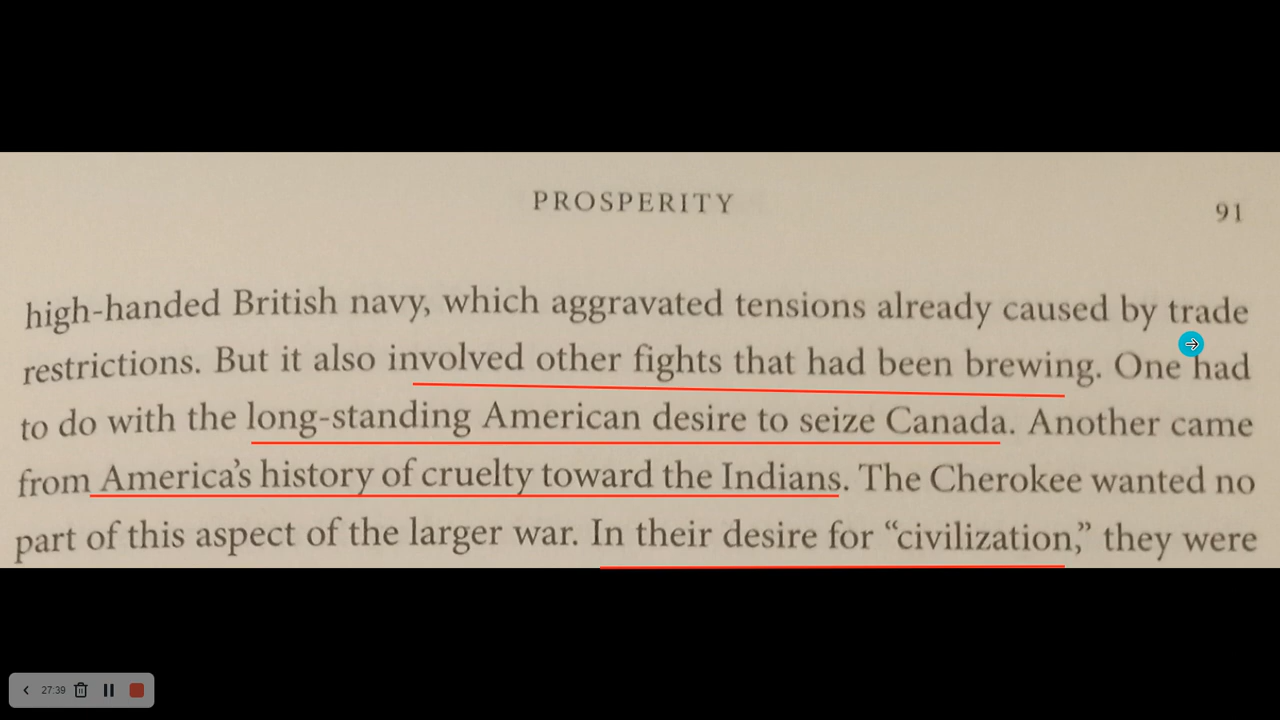 PROSPERITY
91
high-handed British navy, which aggravated tensions already caused by trade
restrictions. But it also involved other fights that had been brewing. One had
to do with the long-standing American desire to seize Canada. Another came
from America’s history of cruelty toward the Indians. The Cherokee wanted no
part of this aspect of the larger war. In their desire for “civilization,” they were
27:39